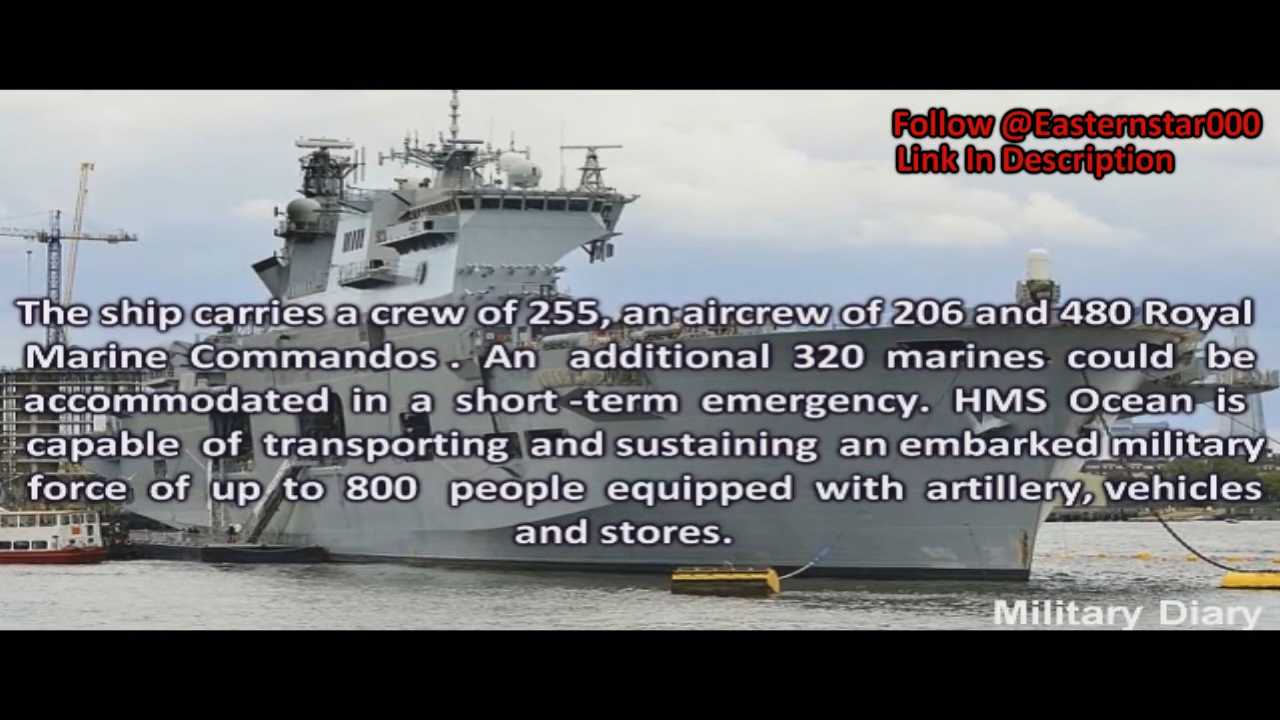 Follow @Easternstar000
Link In Description
The ship carries a crew of 255, an aircrew of 206 and 480 Royal
Marine Commandos . An additional 320 marines could be
accommodated in a short -term emergency. HMS Ocean is
capable of transporting and sustaining an embarked military
force of up to 800 people equipped with artillery, vehicles
and stores.
Military Diary